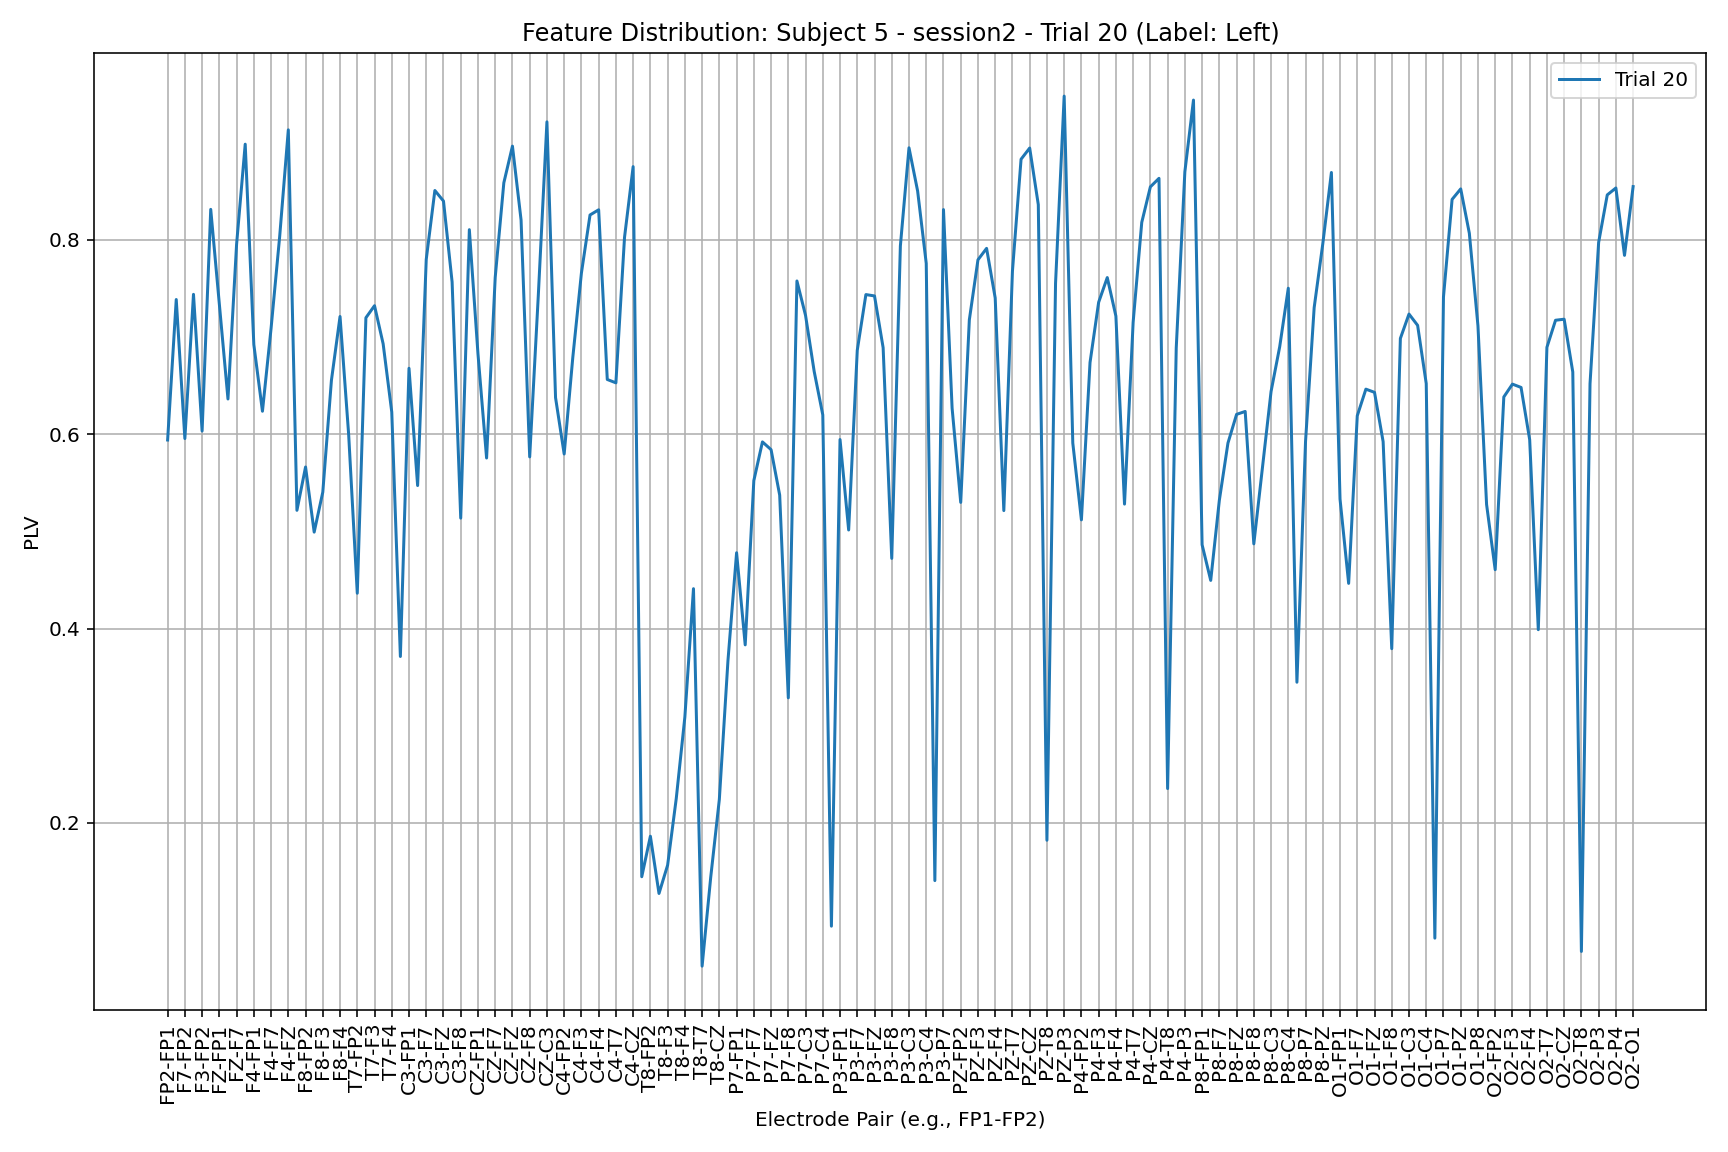 Feature Distribution: Subject 5 - session2 - Trial 20 (Label: Left)
Trial 20
PLV
0.8
0.6
0.4
0.2
FP2-FP1
F7-FP2
F3-FP2
FZ-FP1
FZ-F7
F4-FP1
F4-F7
F4-FZ
F8-FP2
F8-F3
F8-F4
T7-FP2
T7-F3
T7-F4
C3-FP1
C3-F7
C3-FZ
C3-F8
CZ-FP1
CZ-F7
CZ-FZ
CZ-F8
CZ-C3
C4-FP2
C4-F3
C4-F4
C4-T7
C4-CZ
T8-FP2
T8-F3
T8-F4
T8-T7
T8-CZ
P7-FP1
P7-F7
P7-FZ
P7-F8
P7-C3
P7-C4
P3-FP1
P3-F7
P3-FZ
P3-F8
P3-C3
P3-C4
P3-P7
PZ-FP2
PZ-F3
PZ-F4
PZ-T7
PZ-CZ
PZ-T8
PZ-P3
P4-FP2
P4-F3
P4-F4
P4-T7
P4-CZ
P4-T8
P4-P3
P8-FP1
P8-F7
P8-FZ
P8-F8
P8-C3
P8-C4
P8-P7
P8-PZ
O1-FP1
O1-F7
O1-FZ
O1-F8
O1-C3
O1-C4
O1-P7
O1-PZ
O1-P8
O2-FP2
O2-F3
O2-F4
O2-T7
O2-CZ
O2-T8
O2-P3
O2-P4
O2-O1
Electrode Pair (e.g., FP1-FP2)